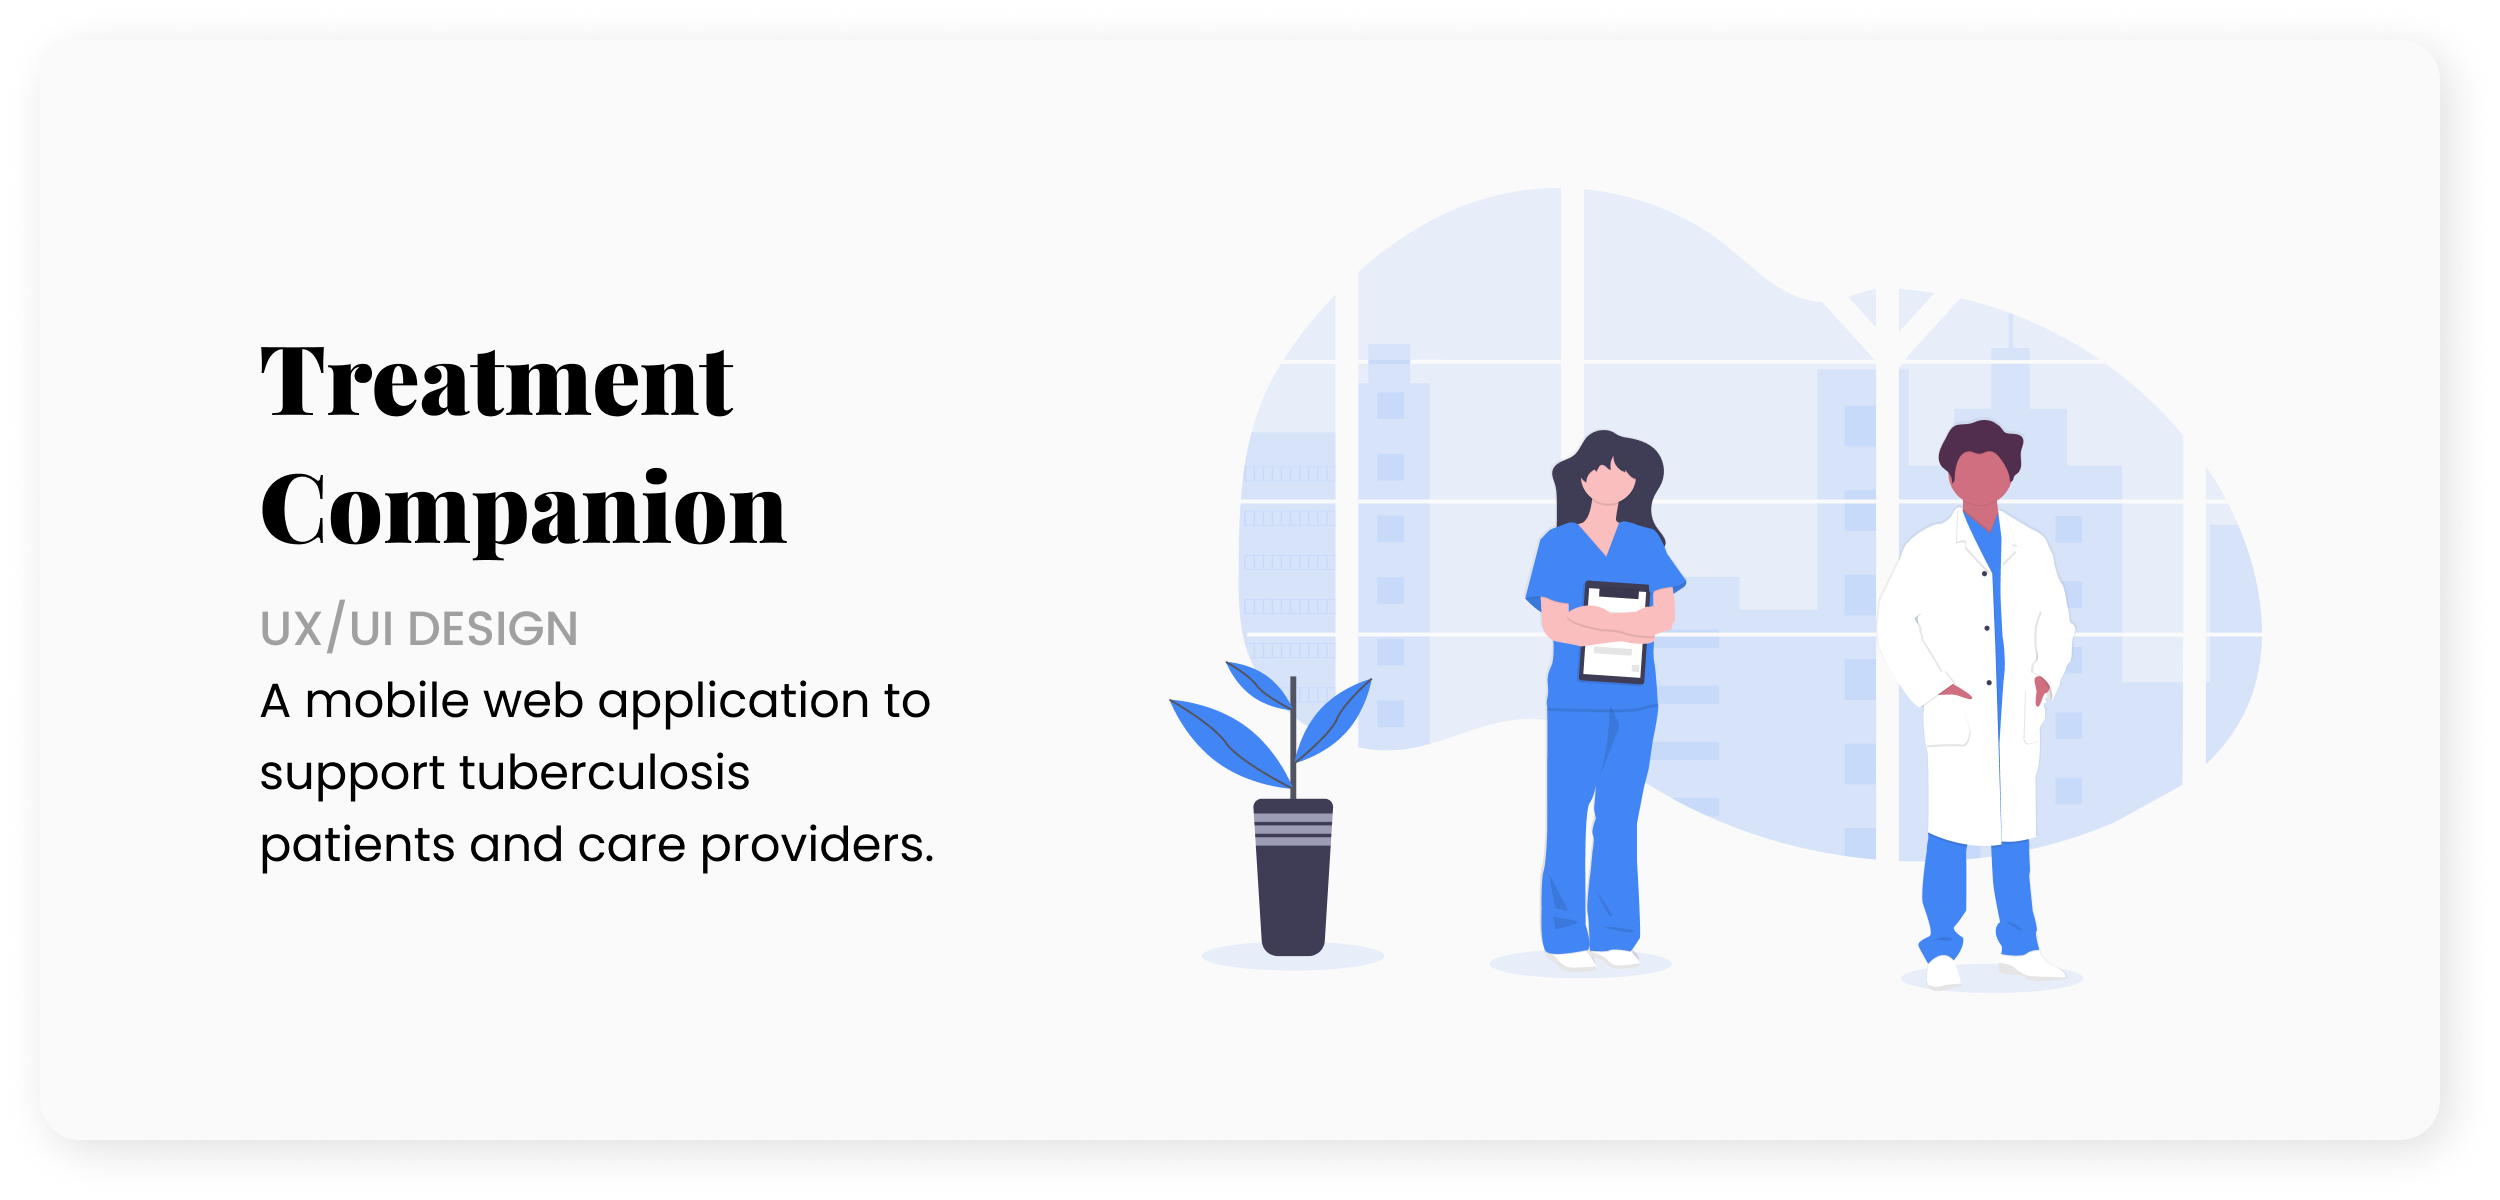 Treatment
Companion
UX/UI DESIGN
A mobile web application to
support tuberculosis
patients and care providers.